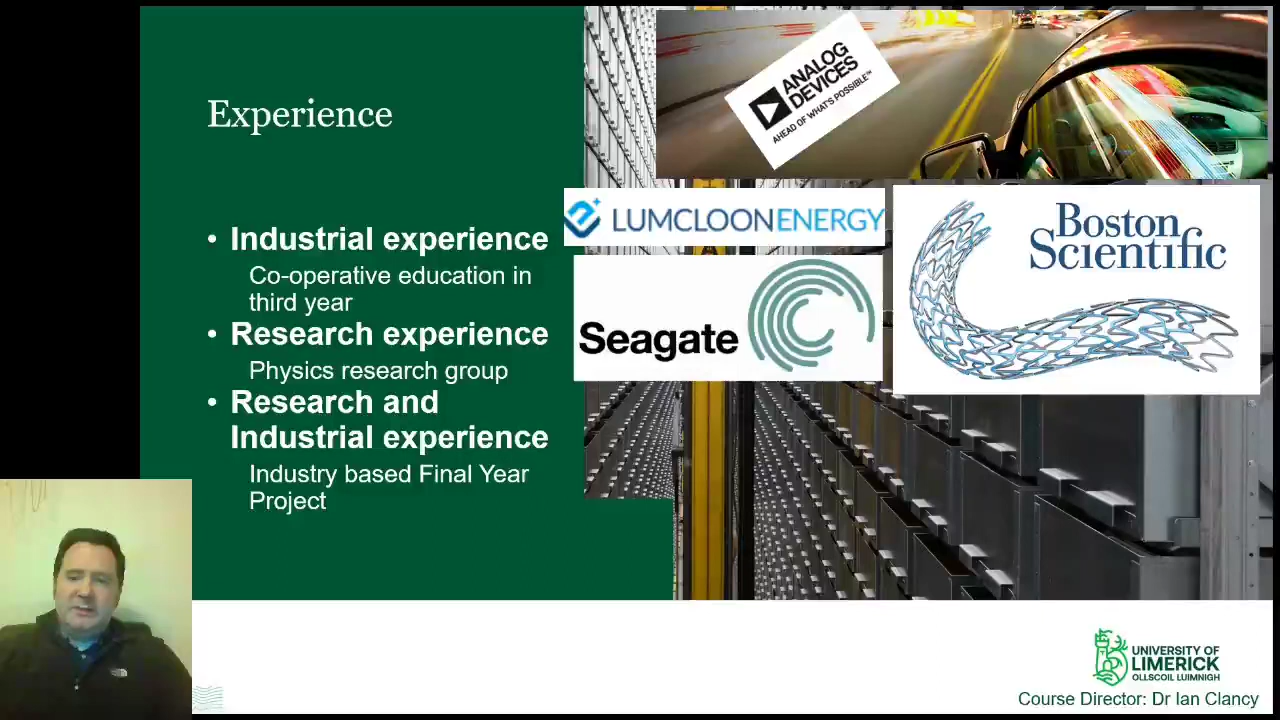 Experience
• Industrial experience
Co-operative education in
third year
• Research experience
Physics research group
• Research and
Industrial experience
Industry based Final Year
Project
ANALOG
DEVICES
AHEAD OF WHAT'S POSSIBLE™
LUMCLOONENERGY
Seagate
Boston
Scientific
UNIVERSITY OF
LIMERICK
OLLSCOIL LUIMNIGH
Course Director: Dr Ian Clancy